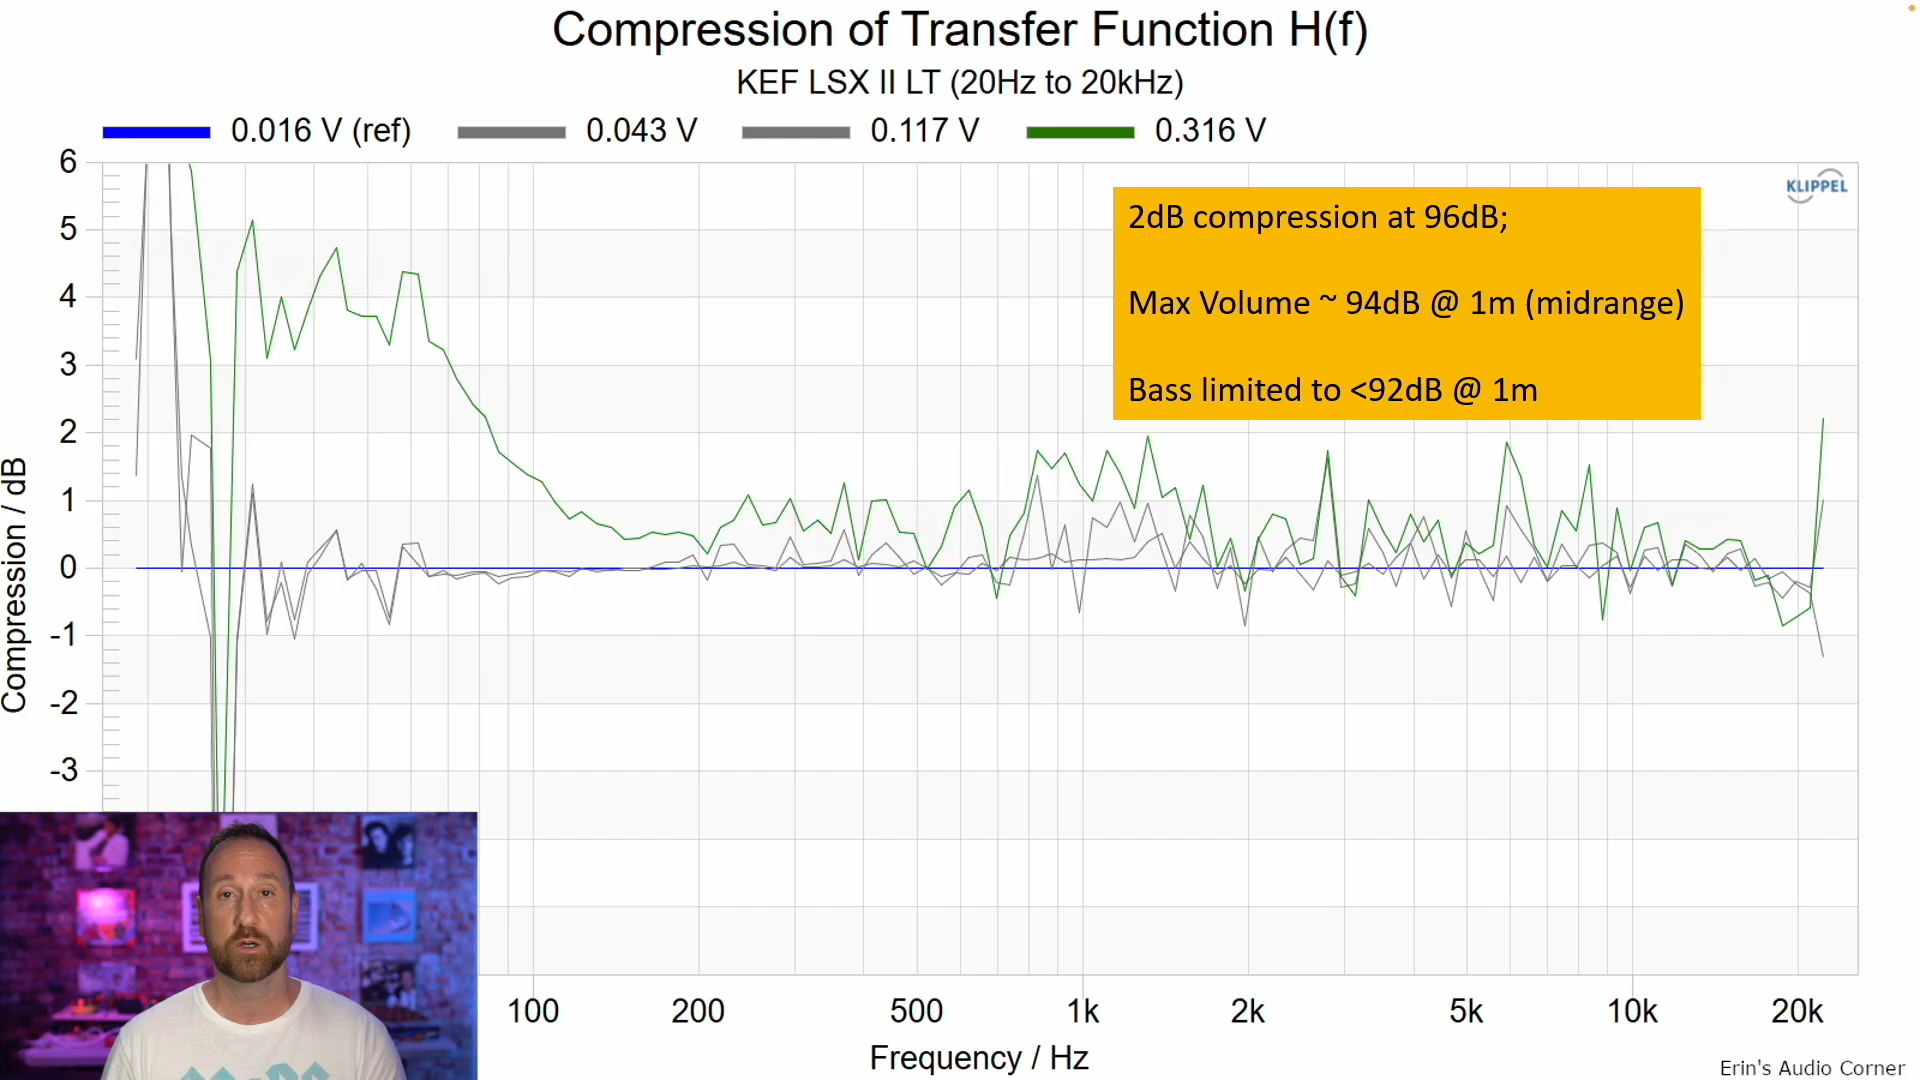 Compression of Transfer Function H(f)
KEF LSX II LT (20Hz to 20kHz)
0.016 V (ref) 0.043 V 0.117 V 0.316 V
KLIPPEL
2dB compression at 96dB;
Max Volume ~ 94dB @ 1m (midrange)
Bass limited to <92dB @ 1m
Compression / dB
6
5
4
3
2
1
0
-1
-2
-3
100 200 500 1k 2k 5k 10k 20k
Frequency / Hz
Erin's Audio Corner